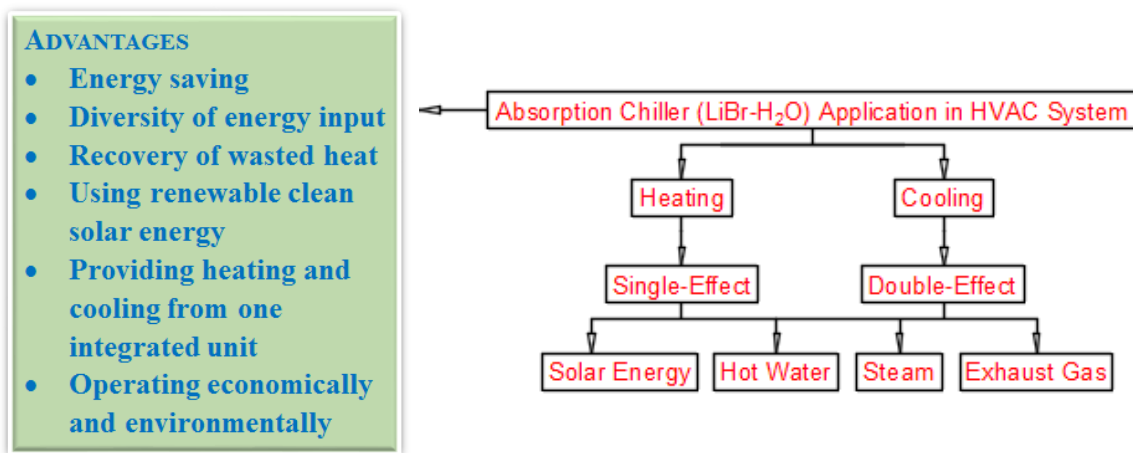 ADVANTAGES
• Energy saving
• Diversity of energy input
• Recovery of wasted heat
• Using renewable clean
solar energy
• Providing heating and
cooling from one
integrated unit
• Operating economically
and environmentally
Absorption Chiller (LiBr-H₂O) Application in HVAC System
Heating
Cooling
Single-Effect
Double-Effect
Solar Energy
Hot Water
Steam
Exhaust Gas